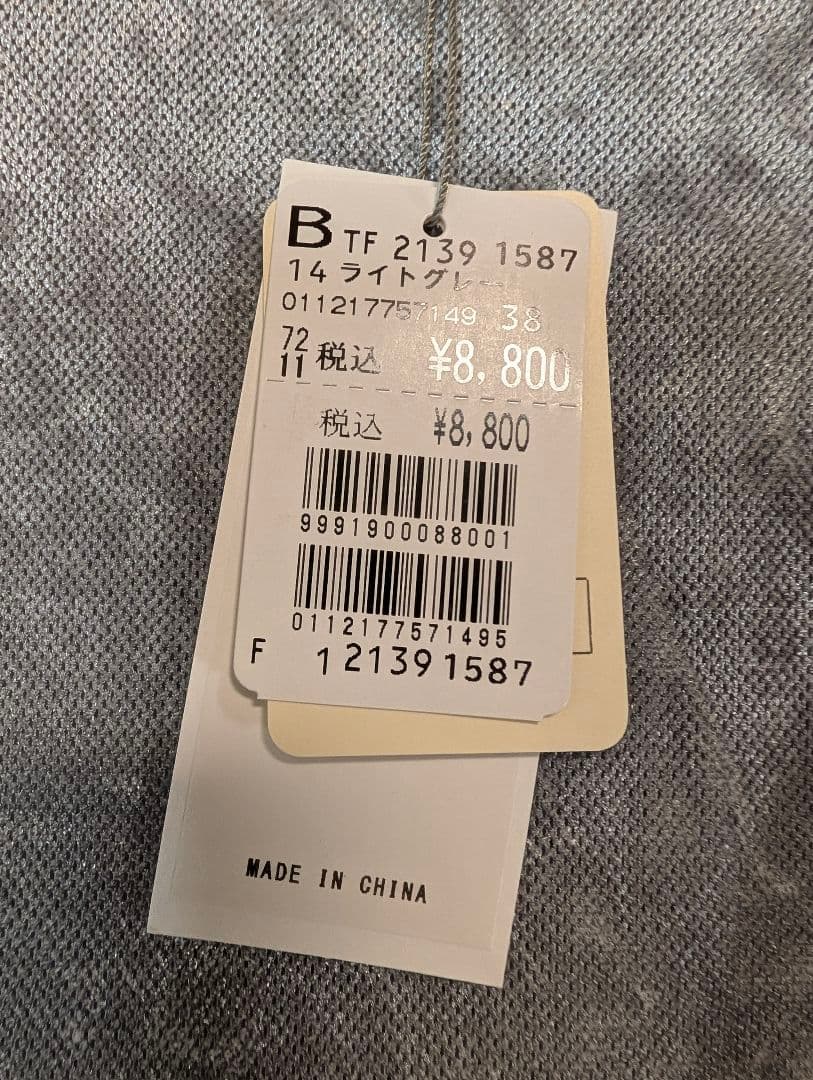 B TF 2139 1587
14 ライトグレー
011217757149 38
72
11 税込 ¥8,800
税込 ¥8,800
9991900088001
0112177571495
F 121391587
MADE IN CHINA